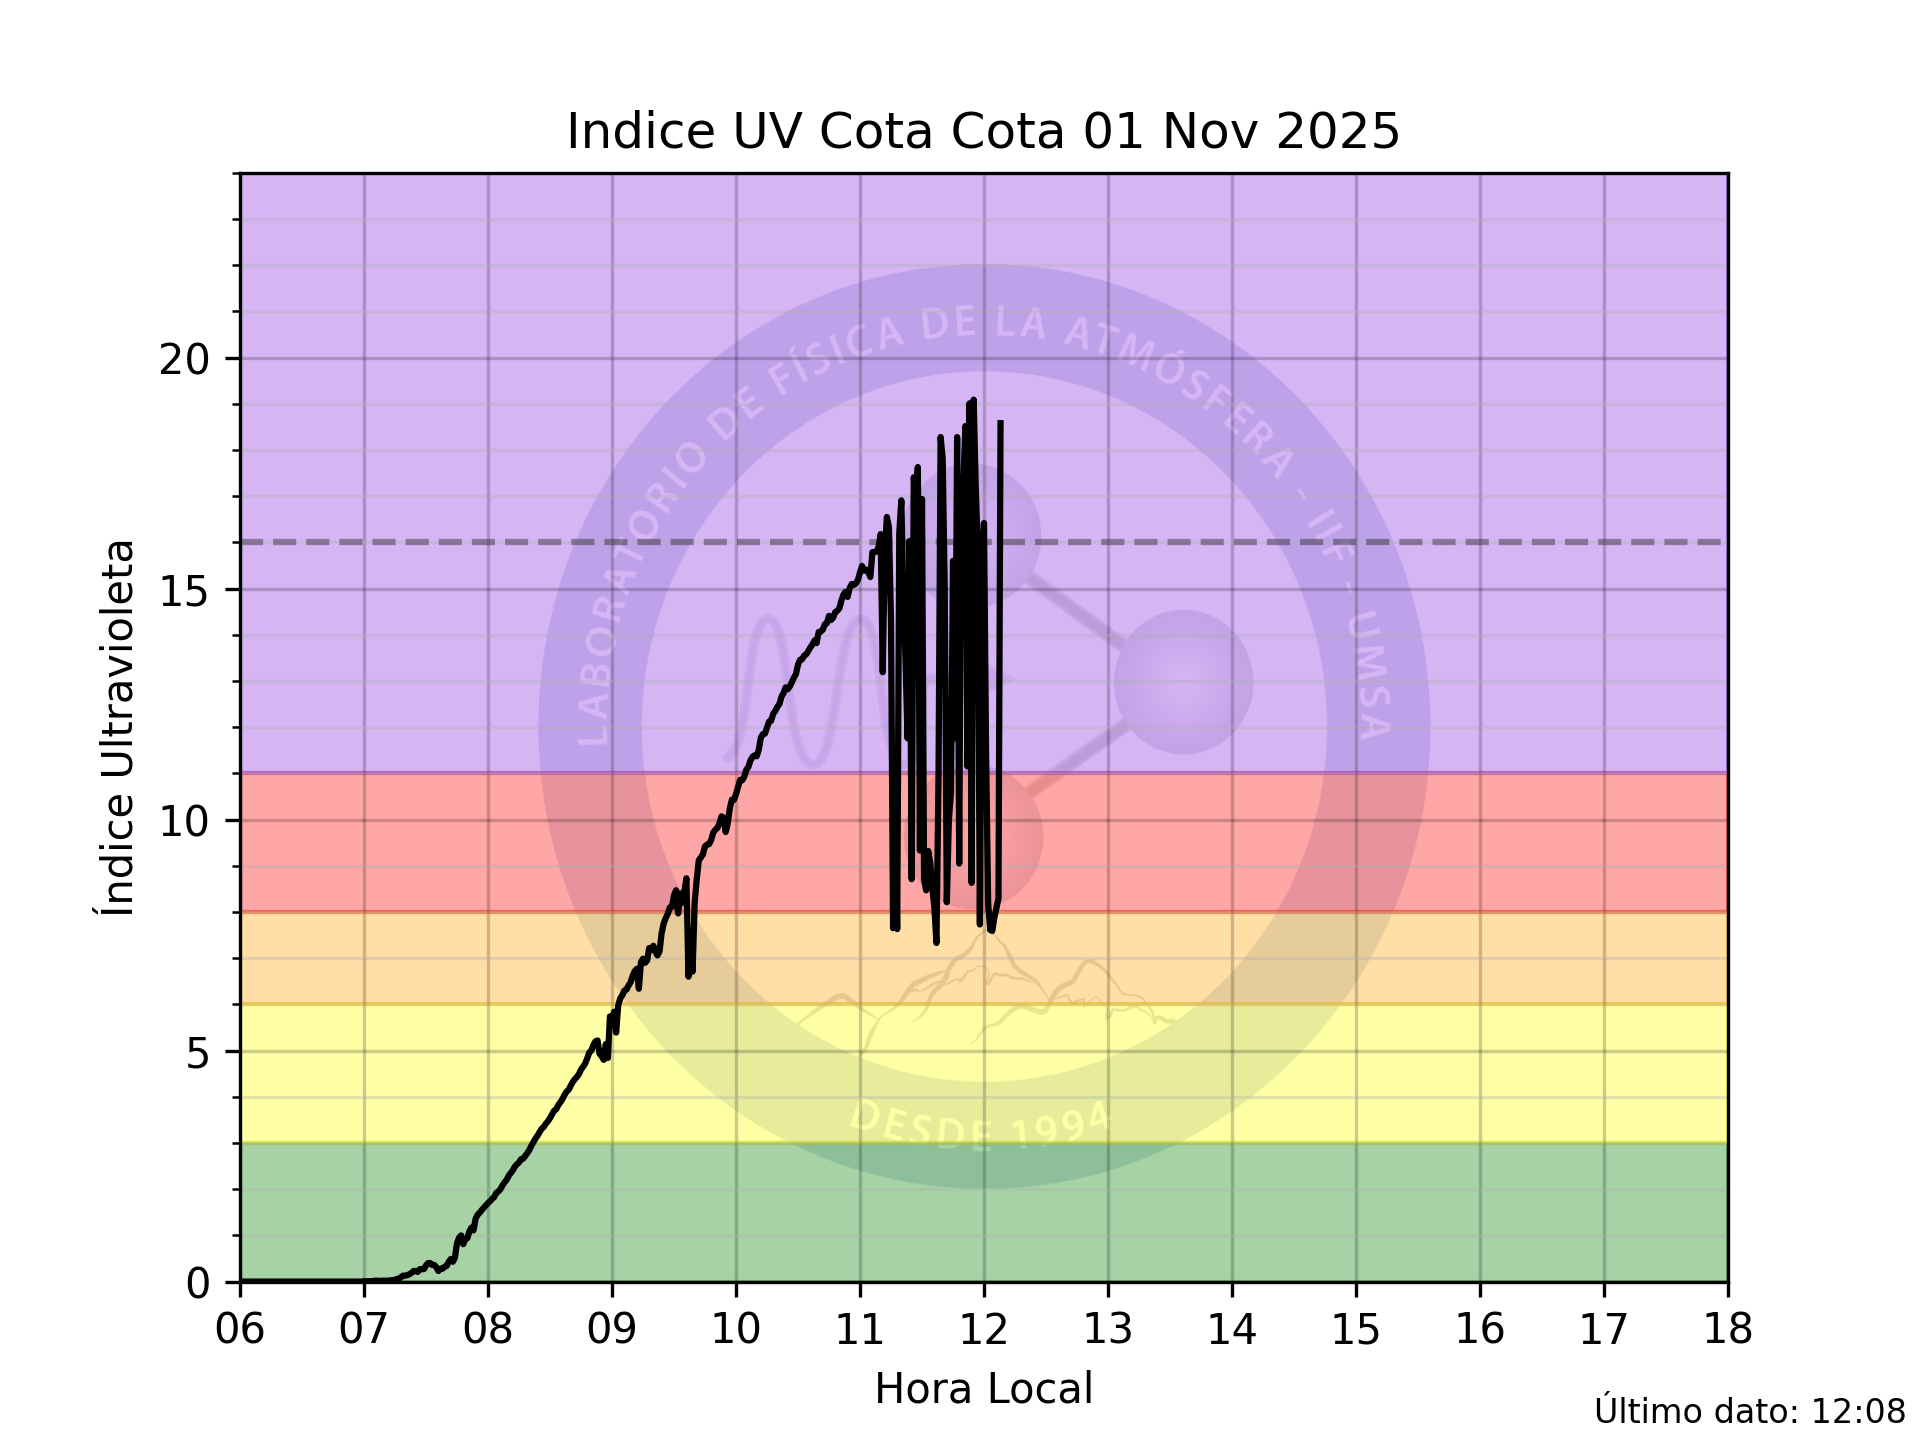 Indice UV Cota Cota 01 Nov 2025
Índice Ultravioleta
20
15
10
5
0
LABORATORIO DE FÍSICA DE LA ATMÓSFERA - IIF - UMSA
DESDE 1994
06 07 08 09 10 11 12 13 14 15 16 17 18
Hora Local
Último dato: 12:08